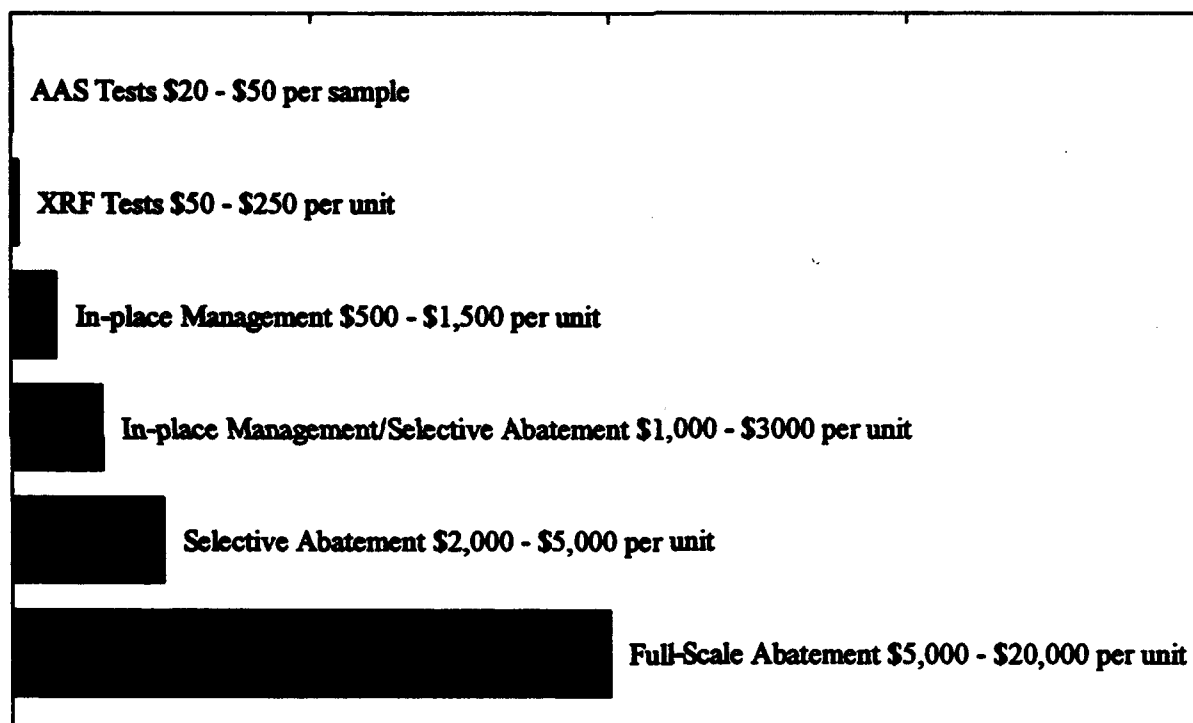 AAS Tests $20 - $50 per sample
XRF Tests $50 - $250 per unit
In-place Management $500 - $1,500 per unit
In-place Management/Selective Abatement $1,000 - $3000 per unit
Selective Abatement $2,000 - $5,000 per unit
Full-Scale Abatement $5,000 - $20,000 per unit